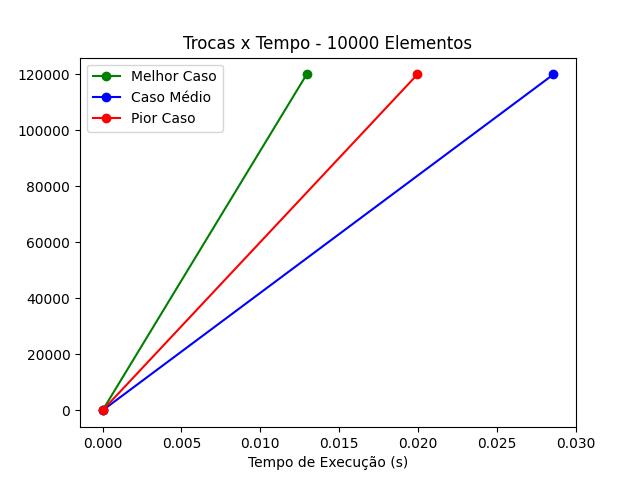 Trocas x Tempo - 10000 Elementos
120000
100000
80000
60000
40000
20000
0
Melhor Caso
Caso Médio
Pior Caso
0.000 0.005 0.010 0.015 0.020 0.025 0.030
Tempo de Execução (s)